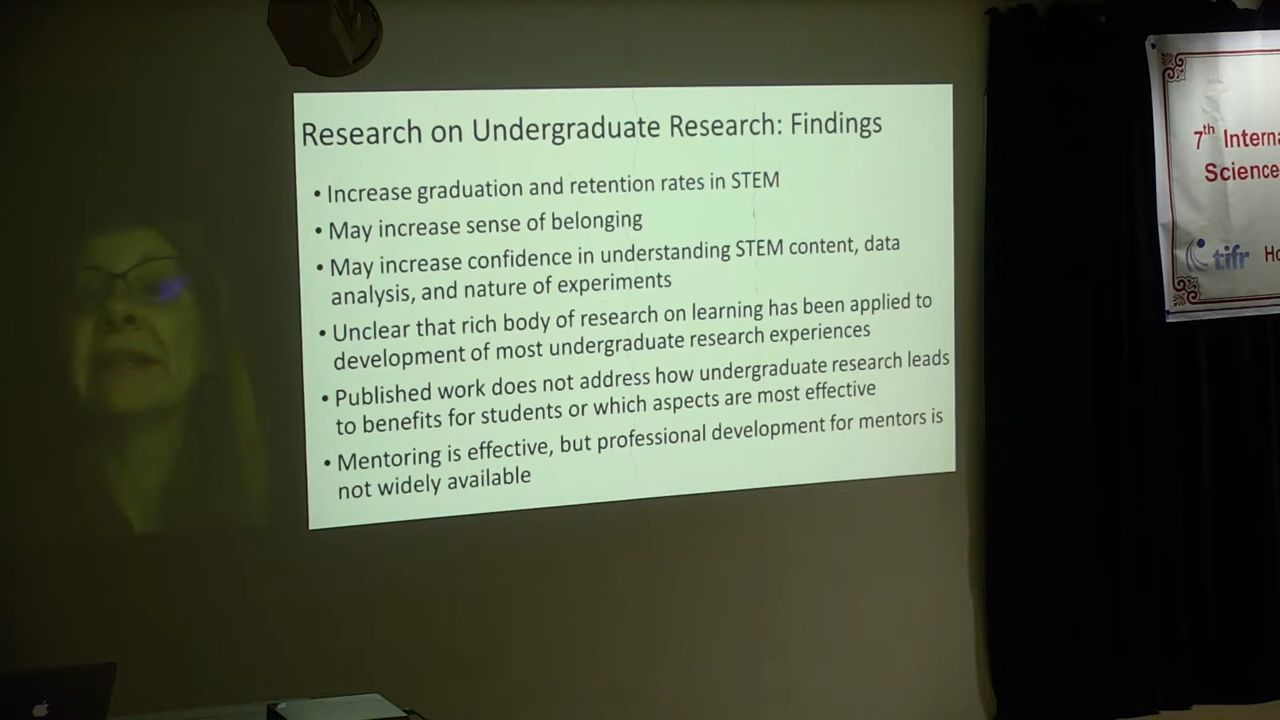 Research on Undergraduate Research: Findings
• Increase graduation and retention rates in STEM
• May increase sense of belonging
• May increase confidence in understanding STEM content, data
analysis, and nature of experiments
• Unclear that rich body of research on learning has been applied to
development of most undergraduate research experiences
• Published work does not address how undergraduate research leads
to benefits for students or which aspects are most effective
• Mentoring is effective, but professional development for mentors is
not widely available
7th Interna
Science
tifr Ho